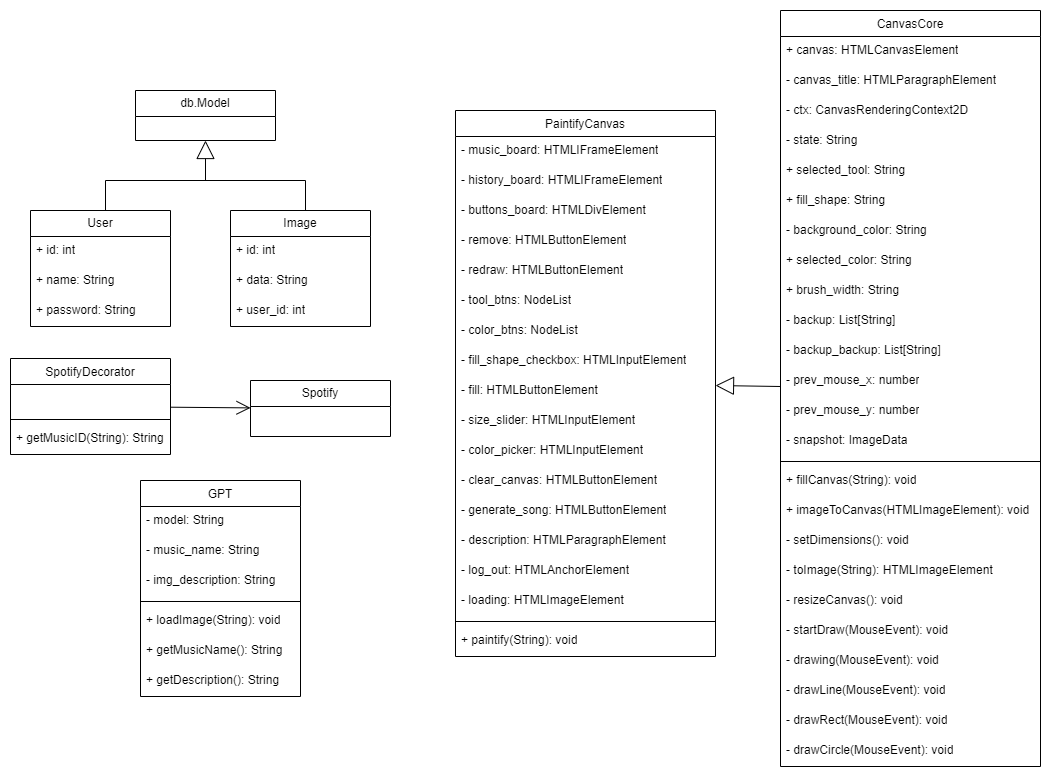 db.Model
User
+ id: int
+ name: String
+ password: String
Image
+ id: int
+ data: String
+ user_id: int
SpotifyDecorator
+ getMusicID(String): String
Spotify
GPT
- model: String
- music_name: String
- img_description: String
+ loadImage(String): void
+ getMusicName(): String
+ getDescription(): String
PaintifyCanvas
- music_board: HTMLIFrameElement
- history_board: HTMLIFrameElement
- buttons_board: HTMLDivElement
- remove: HTMLButtonElement
- redraw: HTMLButtonElement
- tool_btns: NodeList
- color_btns: NodeList
- fill_shape_checkbox: HTMLInputElement
- fill: HTMLButtonElement
- size_slider: HTMLInputElement
- color_picker: HTMLInputElement
- clear_canvas: HTMLButtonElement
- generate_song: HTMLButtonElement
- description: HTMLParagraphElement
- log_out: HTMLAnchorElement
- loading: HTMLImageElement
+ paintify(String): void
CanvasCore
+ canvas: HTMLCanvasElement
- canvas_title: HTMLParagraphElement
- ctx: CanvasRenderingContext2D
- state: String
+ selected_tool: String
+ fill_shape: String
- background_color: String
+ selected_color: String
+ brush_width: String
- backup: List[String]
- backup_backup: List[String]
- prev_mouse_x: number
- prev_mouse_y: number
- snapshot: ImageData
+ fillCanvas(String): void
+ imageToCanvas(HTMLImageElement): void
- setDimensions(): void
- toImage(String): HTMLImageElement
- resizeCanvas(): void
- startDraw(MouseEvent): void
- drawing(MouseEvent): void
- drawLine(MouseEvent): void
- drawRect(MouseEvent): void
- drawCircle(MouseEvent): void